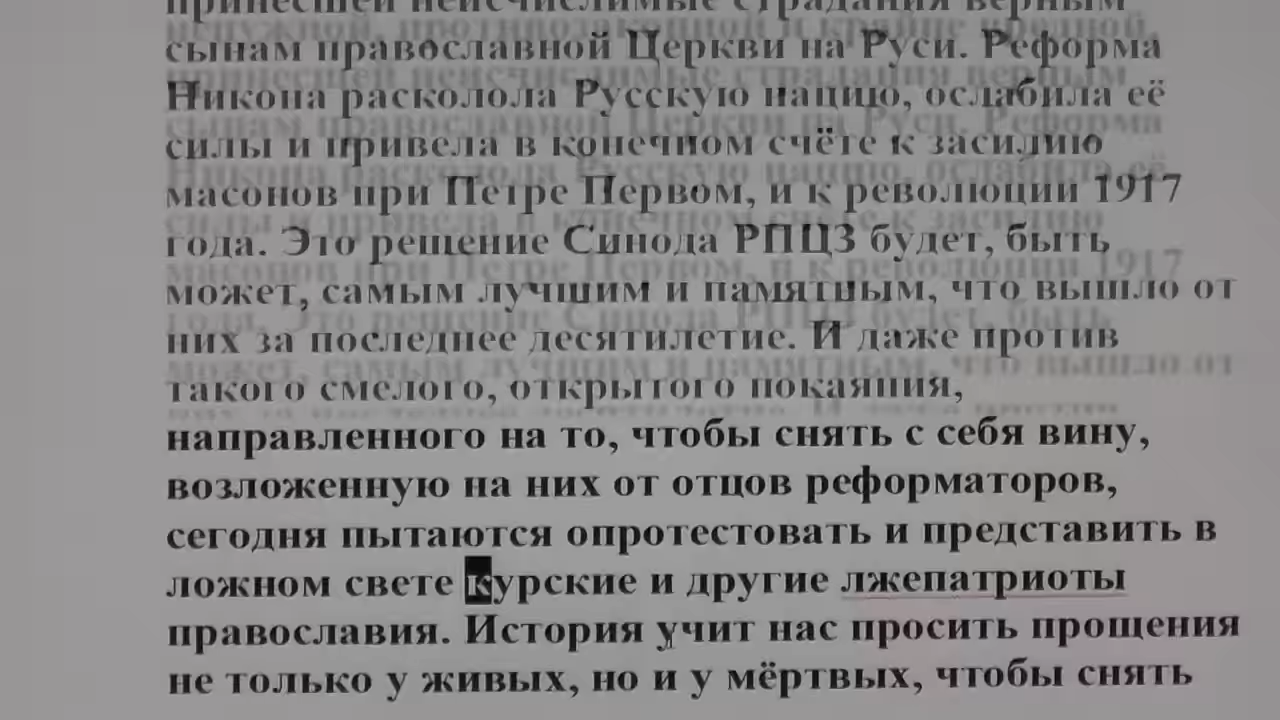 принесшей неисчислимые страдания верным
сынам православной Церкви на Руси. Реформа
Никона расколола Русскую нацию, ослабила её
силы и привела в конечном счёте к засилию
масонов при Петре Первом, и к революции 1917
года. Это решение Синода РПЦЗ будет, быть
может, самым лучшим и памятным, что вышло от
них за последнее десятилетие. И даже против
такого смелого, открытого покаяния,
направленного на то, чтобы снять с себя вину,
возложенную на них от отцов реформаторов,
сегодня пытаются опротестовать и представить в
ложном свете курские и другие лжепатриоты
православия. История учит нас просить прощения
не только у живых, но и у мёртвых, чтобы снять